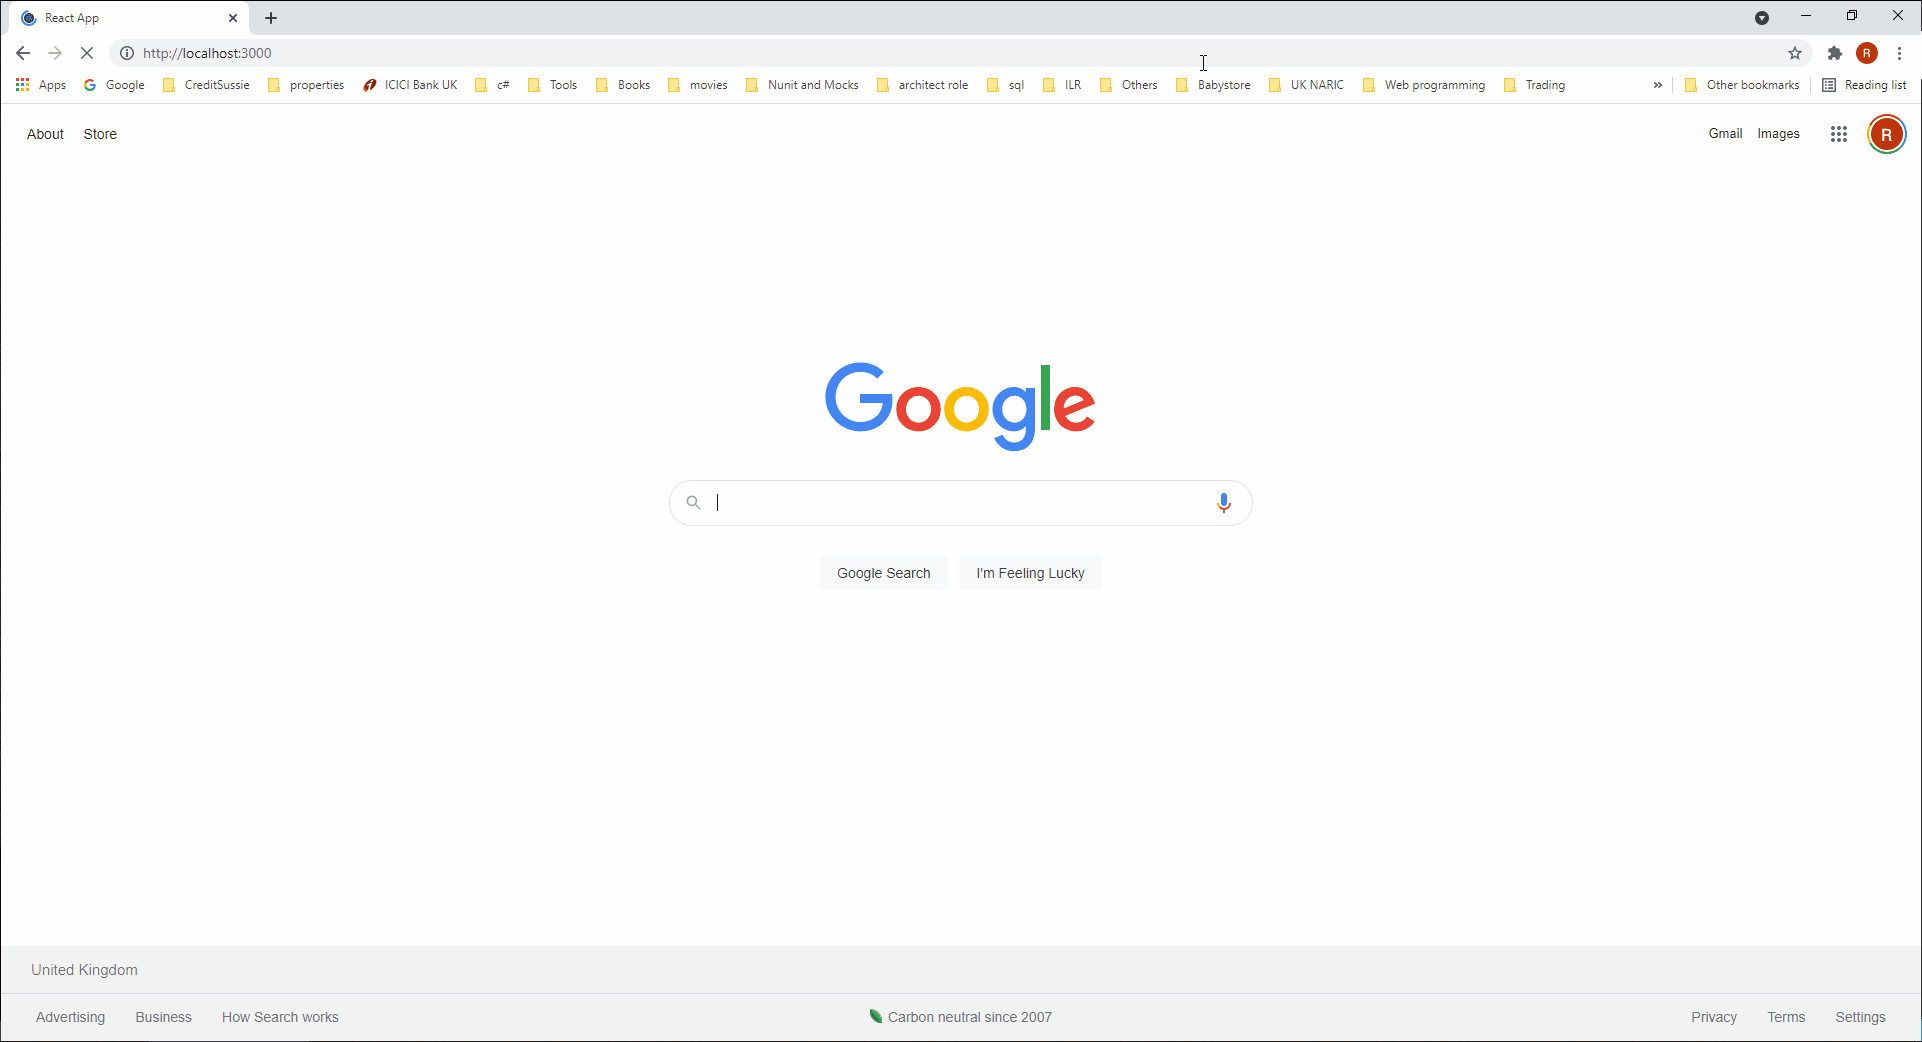 React App
http://localhost:3000
R
Apps Google CreditSussie properties ICICI Bank UK c# Tools Books movies Nunit and Mocks architect role sql ILR Others Babystore UK NARIC Web programming Trading » Other bookmarks Reading list
About Store Gmail Images R
Google
Google Search I'm Feeling Lucky
United Kingdom
Advertising Business How Search works Carbon neutral since 2007 Privacy Terms Settings